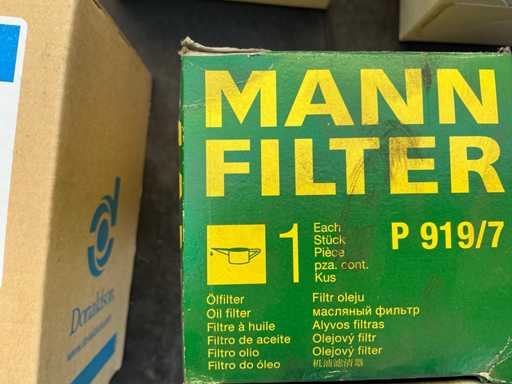 MANN
FILTER
1
Each
Stück
Pièce
pza. cont.
Kus
P 919/7
Ölfilter
Oil filter
Filtre à huile
Filtro de aceite
Filtro olio
Filtro do óleo
Filtr oleju
масляный фильтр
Alyvos filtras
Olejový filtr
Olejový filter
机油滤清器
Donaldson